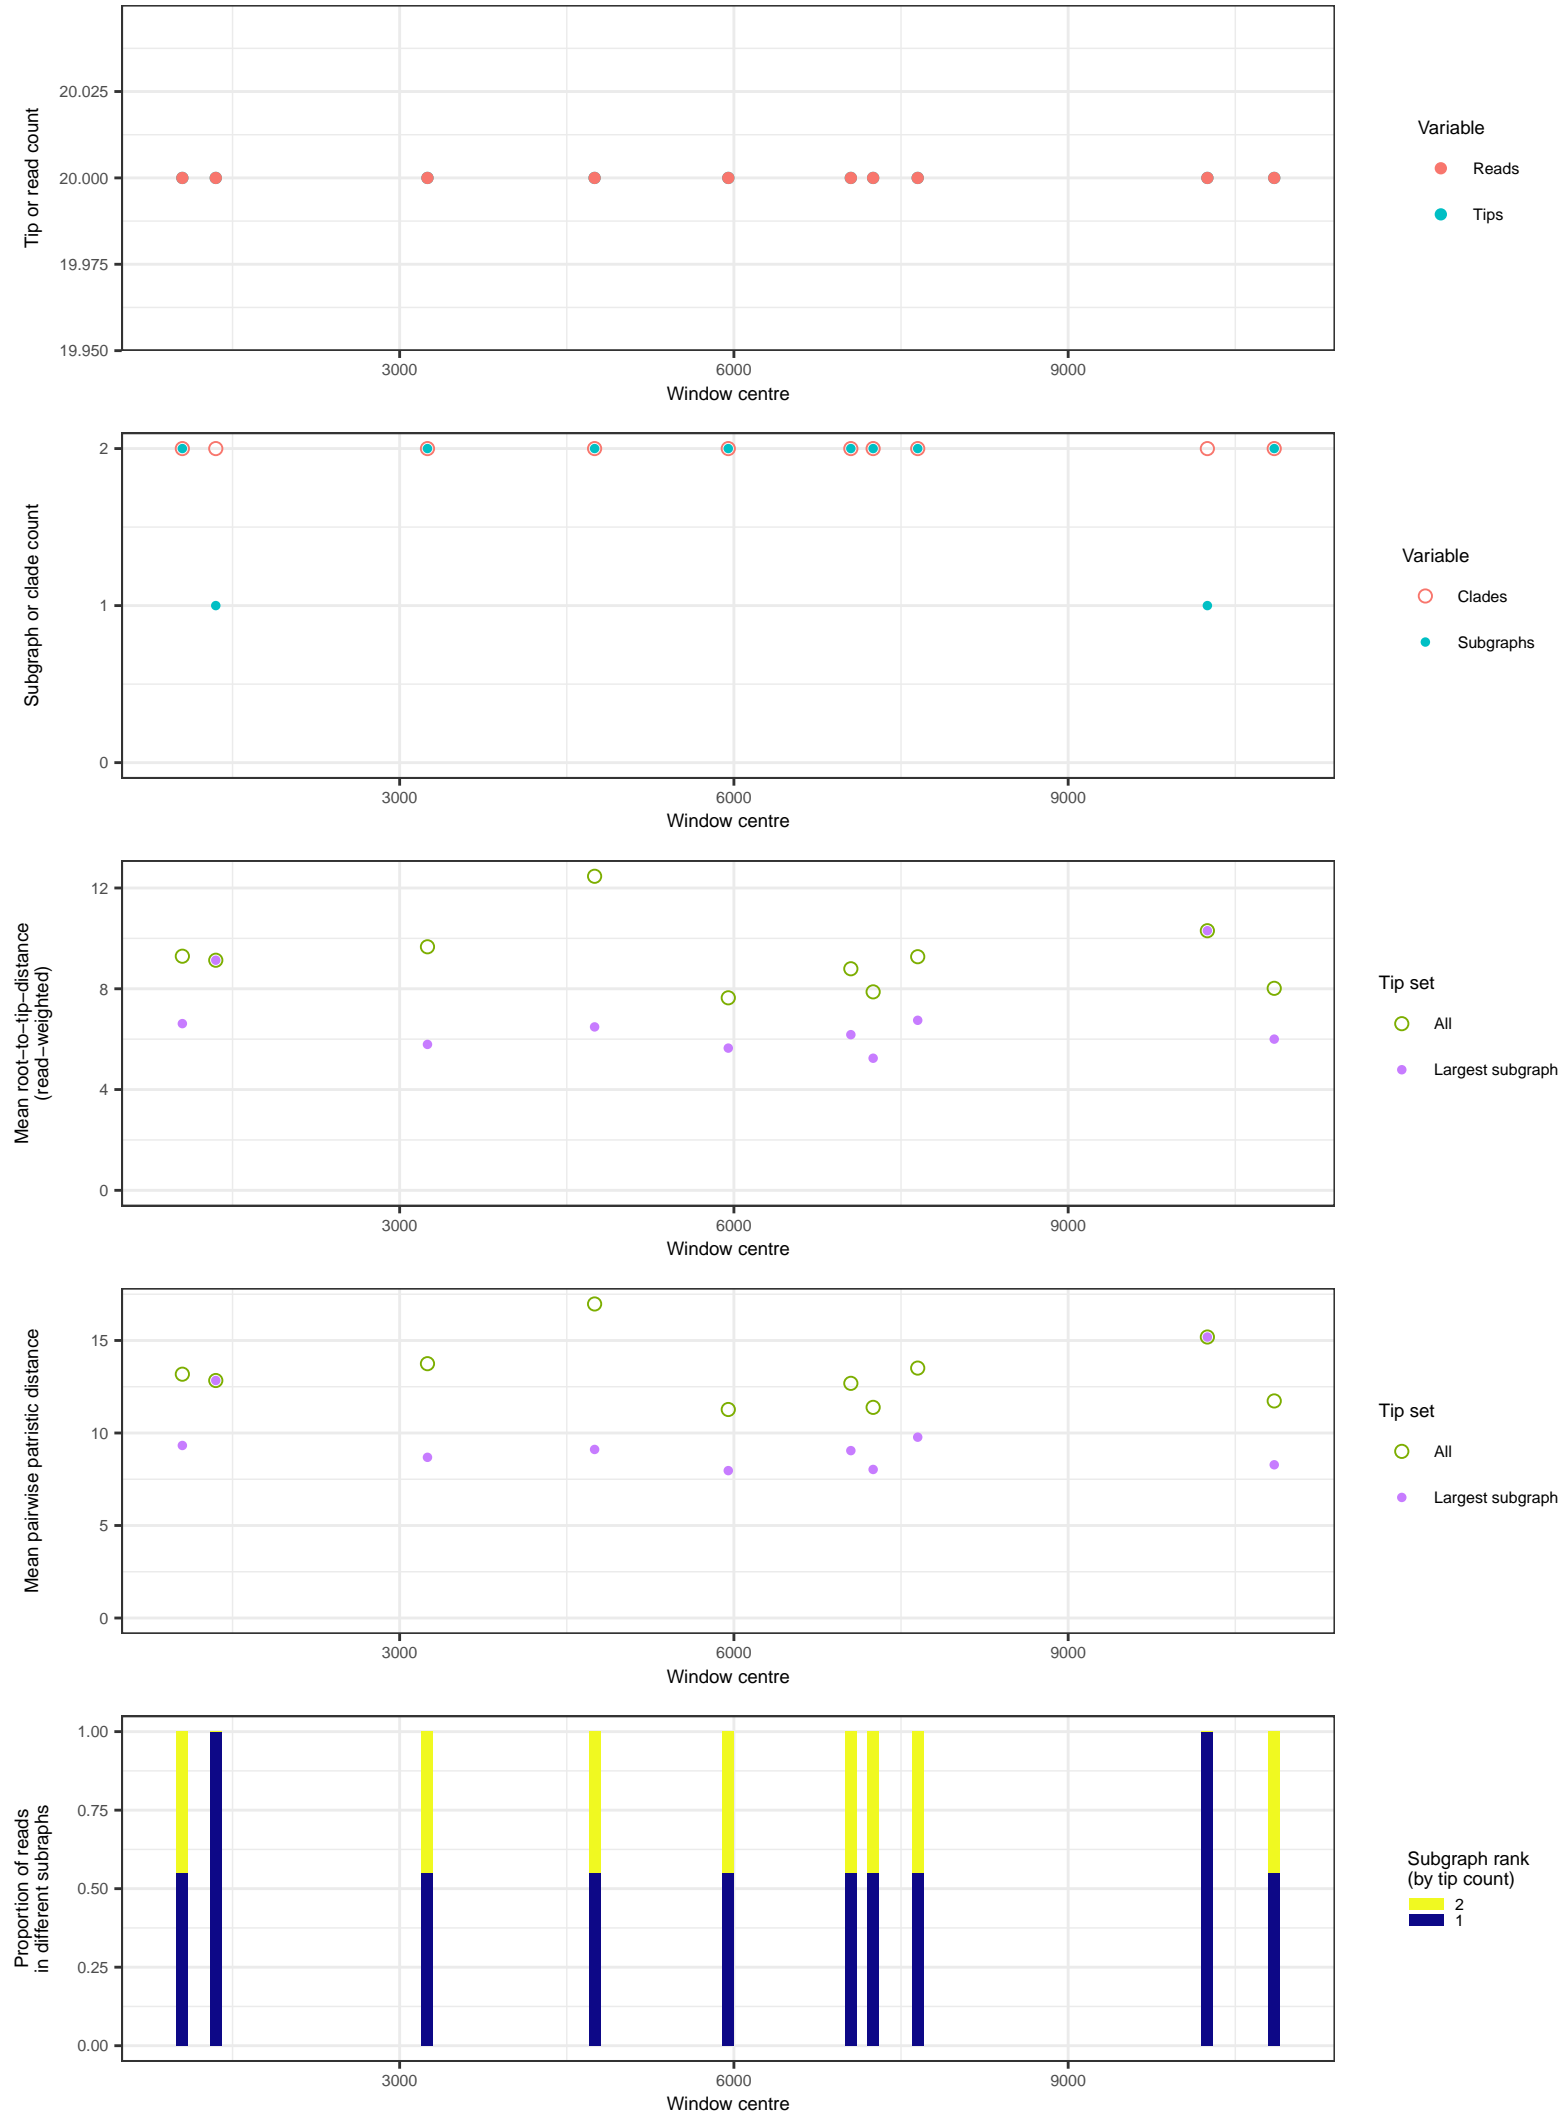 20.025
20.000
19.975
19.950
Tip or read count
3000 6000 9000
Window centre
Variable
Reads
Tips
2
1
0
Subgraph or clade count
3000 6000 9000
Window centre
Variable
Clades
Subgraphs
12
8
4
0
Mean root−to−tip−distance
(read−weighted)
3000 6000 9000
Window centre
Tip set
All
Largest subgraph
15
10
5
0
Mean pairwise patristic distance
3000 6000 9000
Window centre
Tip set
All
Largest subgraph
1.00
0.75
0.50
0.25
0.00
Proportion of reads
in different subraphs
3000 6000 9000
Window centre
Subgraph rank
(by tip count)
2
1